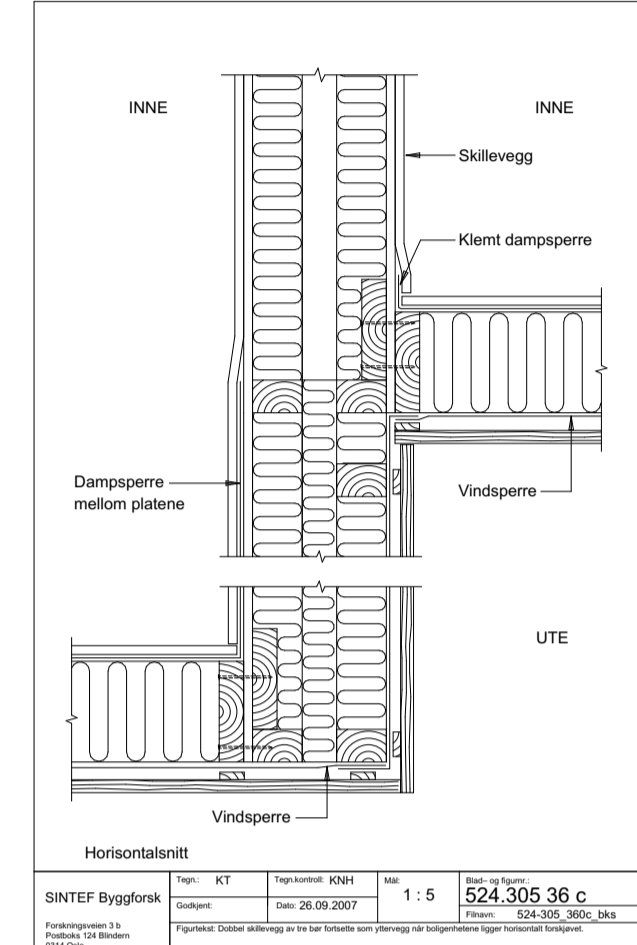 INNE
INNE
Skillevegg
Klemt dampsperre
Dampsperre
mellom platene
Vindsperre
UTE
Vindsperre
Horisontalsnitt
SINTEF Byggforsk
Forskningsveien 3 b
Postboks 124 Blindern
0314 Oslo
Tegn.: KT
Tegn.kontroll: KNH
Mål:
1 : 5
Blad– og figurnr.:
524.305 36 c
Godkjent:
Dato: 26.09.2007
Filnavn: 524-305_360c_bks
Figurtekst: Dobbel skillevegg av tre bør fortsette som yttervegg når boligenhetene ligger horisontalt forskjøvet.